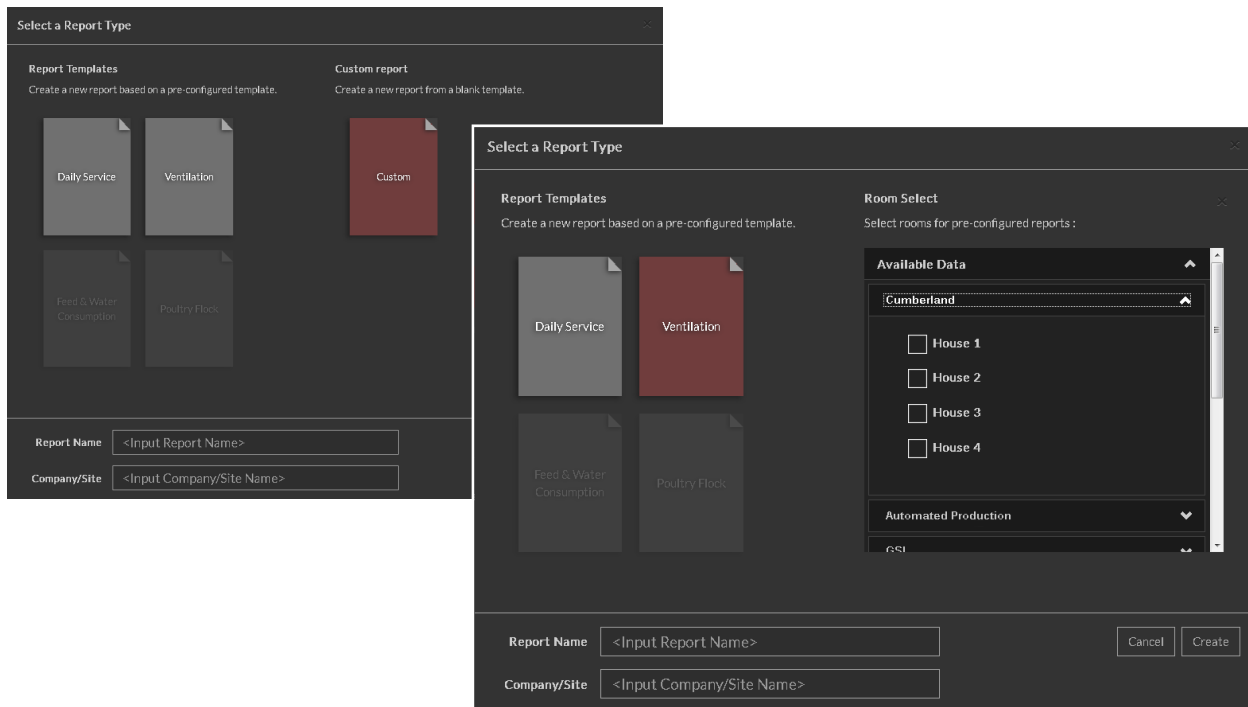 Select a Report Type
Report Templates
Create a new report based on a pre-configured template.
Custom report
Create a new report from a blank template.
Daily Service
Ventilation
Custom
Feed & Water
Consumption
Poultry Flock
Report Name
<Input Report Name>
Company/Site
<Input Company/Site Name>
Select a Report Type
Report Templates
Create a new report based on a pre-configured template.
Room Select
Select rooms for pre-configured reports :
Daily Service
Ventilation
Feed & Water
Consumption
Poultry Flock
Available Data
Cumberland
House 1
House 2
House 3
House 4
Automated Production
GSI
Report Name
<Input Report Name>
Cancel
Create
Company/Site
<Input Company/Site Name>